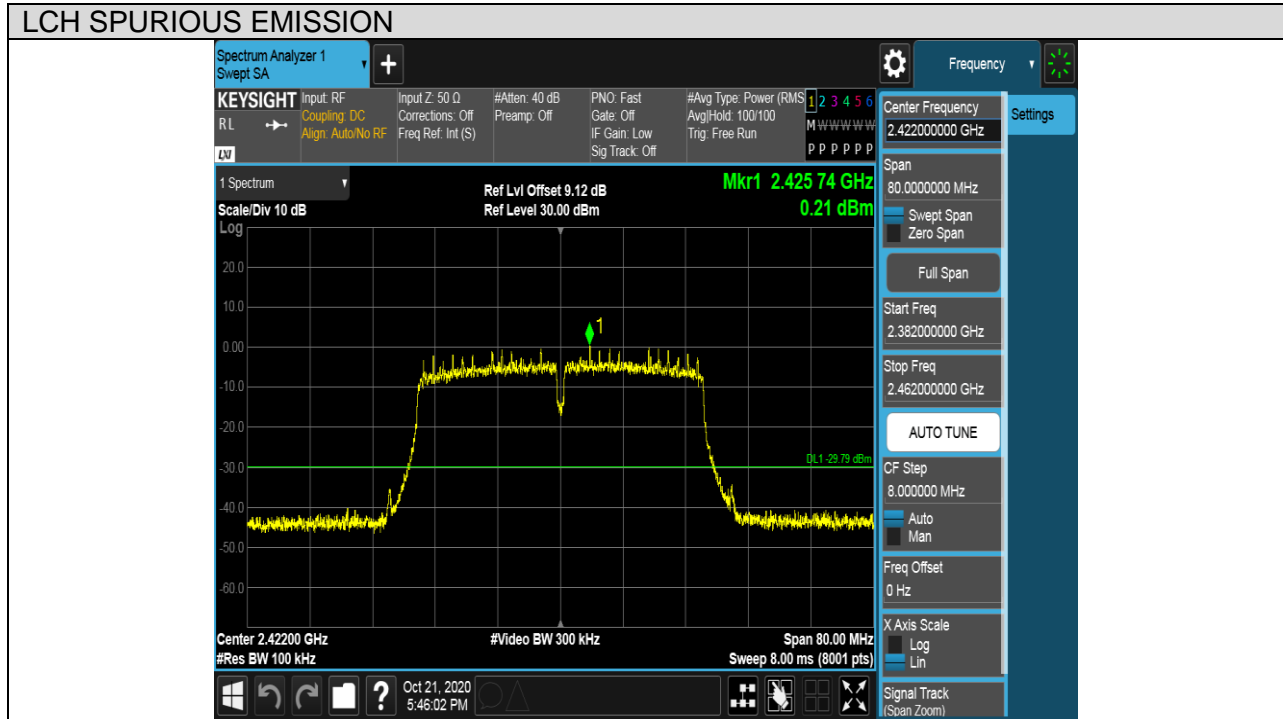 LCH SPURIOUS EMISSION
Spectrum Analyzer 1
Swept SA
+
Frequency
KEYSIGHT
RL
LXI
Input: RF
Coupling: DC
Align: Auto/No RF
Input Z: 50 Ω
Corrections: Off
Freq Ref: Int (S)
#Atten: 40 dB
Preamp: Off
PNO: Fast
Gate: Off
IF Gain: Low
Sig Track: Off
#Avg Type: Power (RMS
Avg|Hold: 100/100
Trig: Free Run
1 2 3 4 5 6
M W W W W W
P P P P P P
1 Spectrum
Scale/Div 10 dB
Ref Lvl Offset 9.12 dB
Ref Level 30.00 dBm
Mkr1 2.425 74 GHz
0.21 dBm
Log
20.0
10.0
0.00
-10.0
-20.0
-30.0
-40.0
-50.0
-60.0
1
DL1 -29.79 dBm
Center 2.42200 GHz
#Res BW 100 kHz
#Video BW 300 kHz
Span 80.00 MHz
Sweep 8.00 ms (8001 pts)
Center Frequency
2.422000000 GHz
Settings
Span
80.0000000 MHz
Swept Span
Zero Span
Full Span
Start Freq
2.382000000 GHz
Stop Freq
2.462000000 GHz
AUTO TUNE
CF Step
8.000000 MHz
Auto
Man
Freq Offset
0 Hz
X Axis Scale
Log
Lin
Signal Track
(Span Zoom)
?
Oct 21, 2020
5:46:02 PM